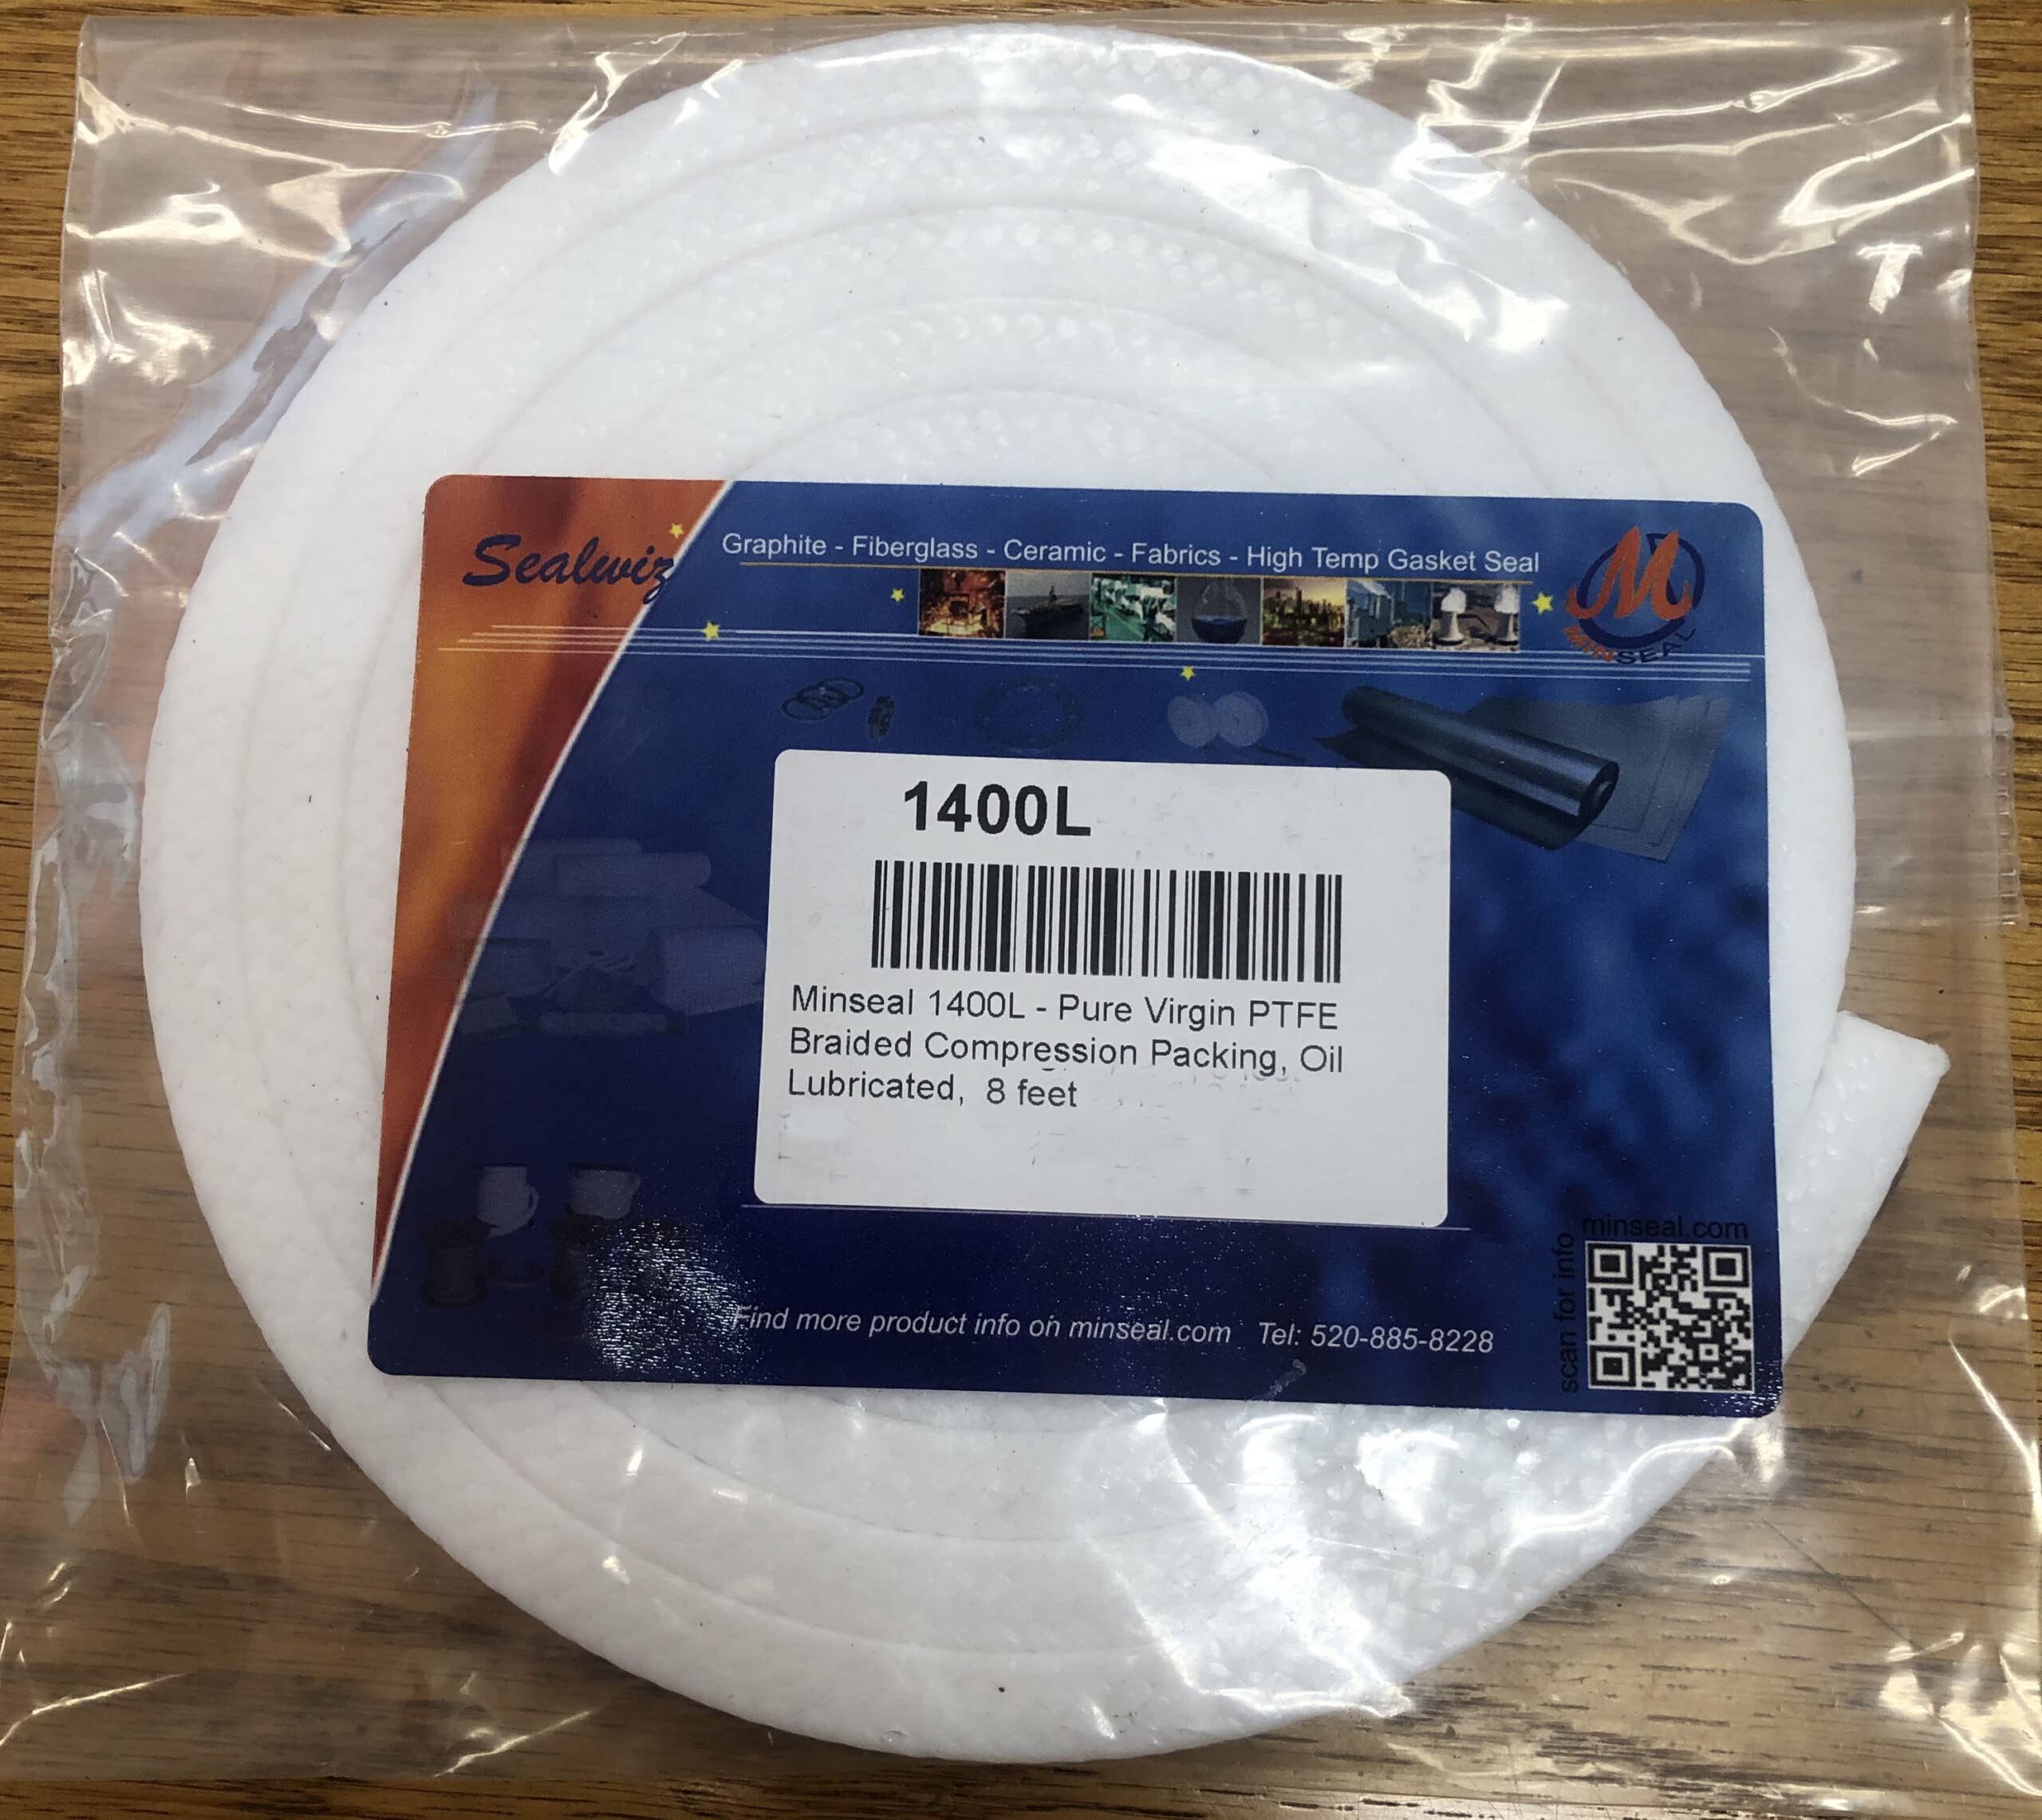 Sealwiz
Graphite - Fiberglass - Ceramic - Fabrics - High Temp Gasket Seal
M
MINSEAL
1400L
Minseal 1400L - Pure Virgin PTFE
Braided Compression Packing, Oil
Lubricated, 8 feet
minseal.com
scan for info
Find more product info on minseal.com Tel: 520-885-8228